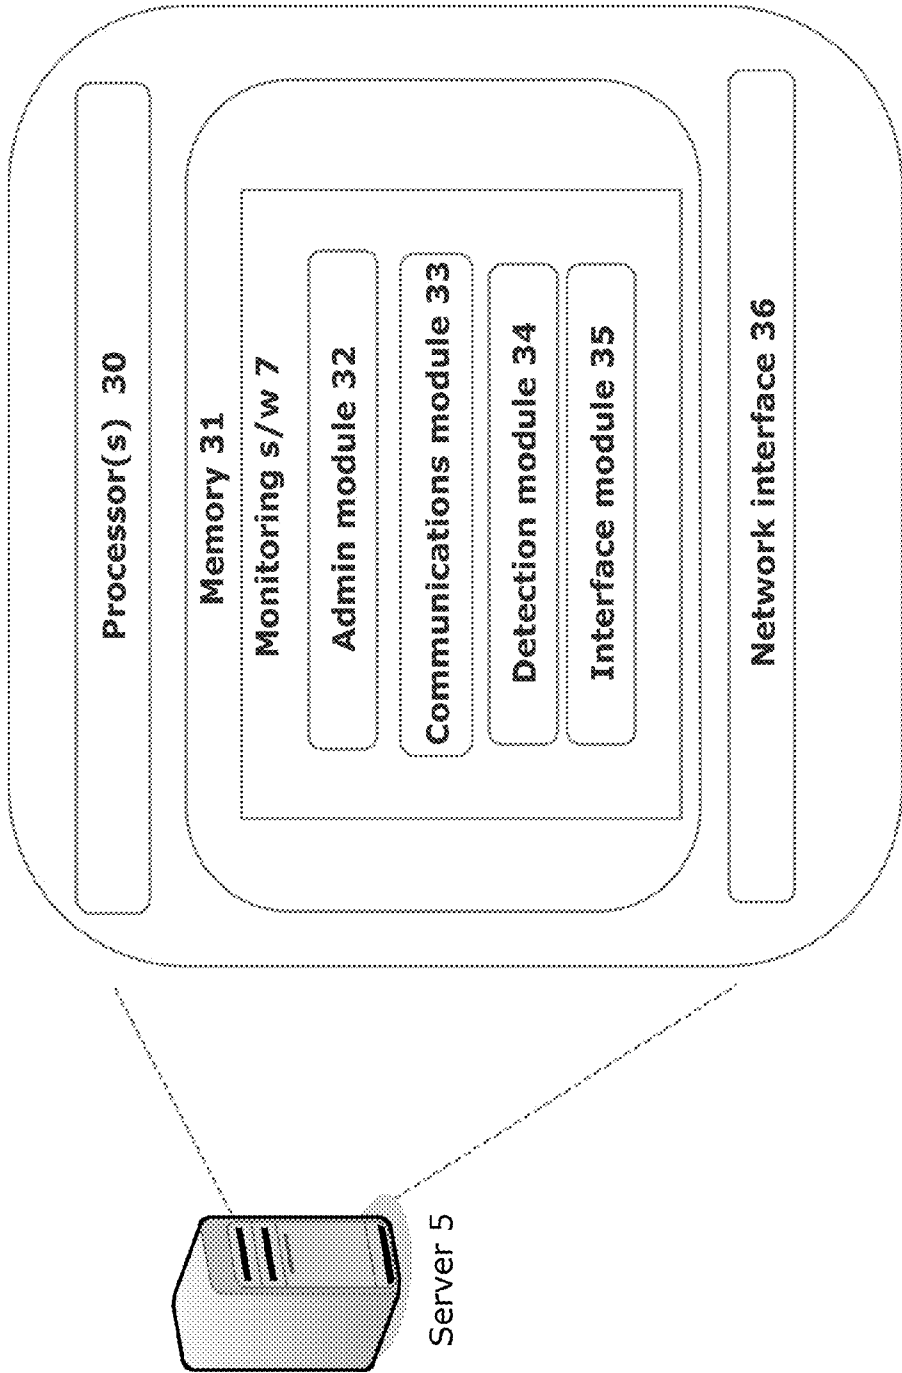 Processor(s) 30
Memory 31
Monitoring s/w 7
Admin module 32
Communications module 33
Detection module 34
Interface module 35
Network interface 36
Server 5